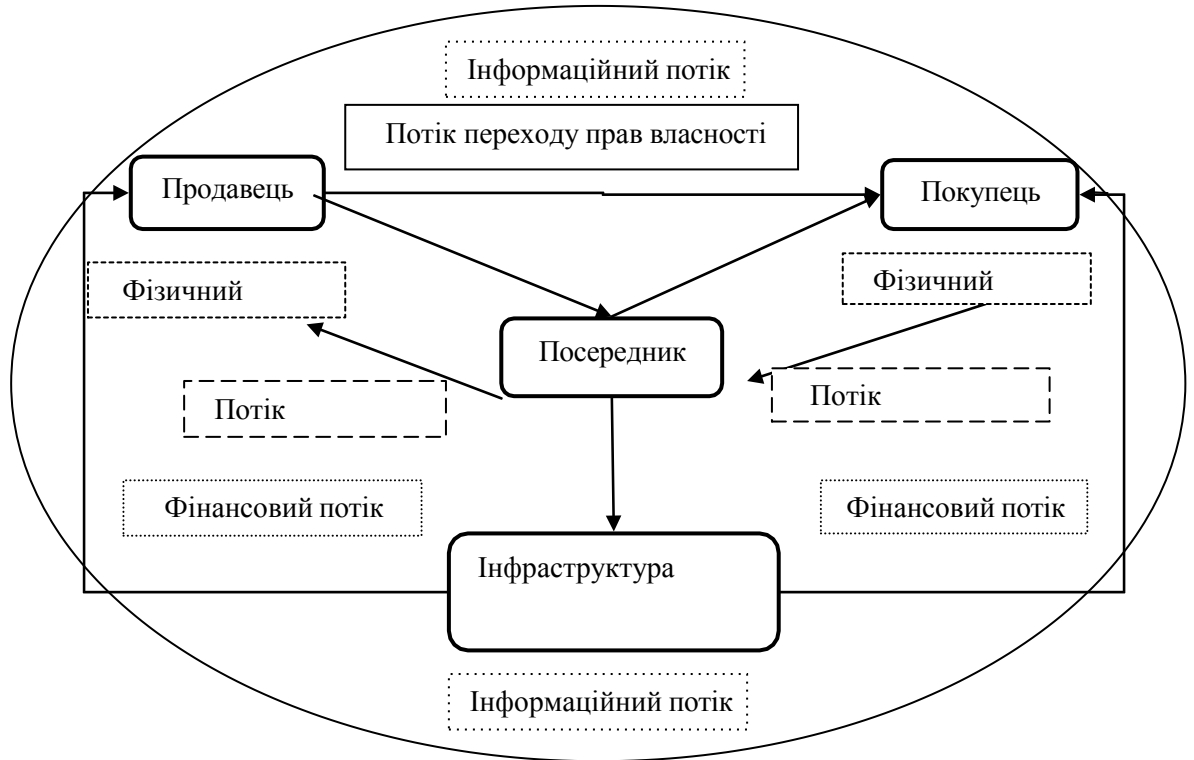 Інформаційний потік
Потік переходу прав власності
Продавець
Покупець
Фізичний
Фізичний
Посередник
Потік
Потік
Фінансовий потік
Фінансовий потік
Інфраструктура
Інформаційний потік